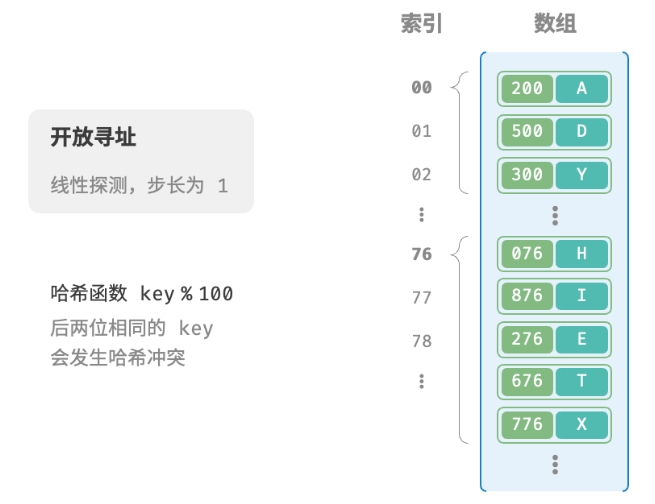 索引 数组
开放寻址
线性探测，步长为 1
哈希函数 key % 100
后两位相同的 key
会发生哈希冲突
00 200 A
01 500 D
02 300 Y
⋮ ⋮
76 076 H
77 876 I
78 276 E
⋮ 676 T
776 X
⋮